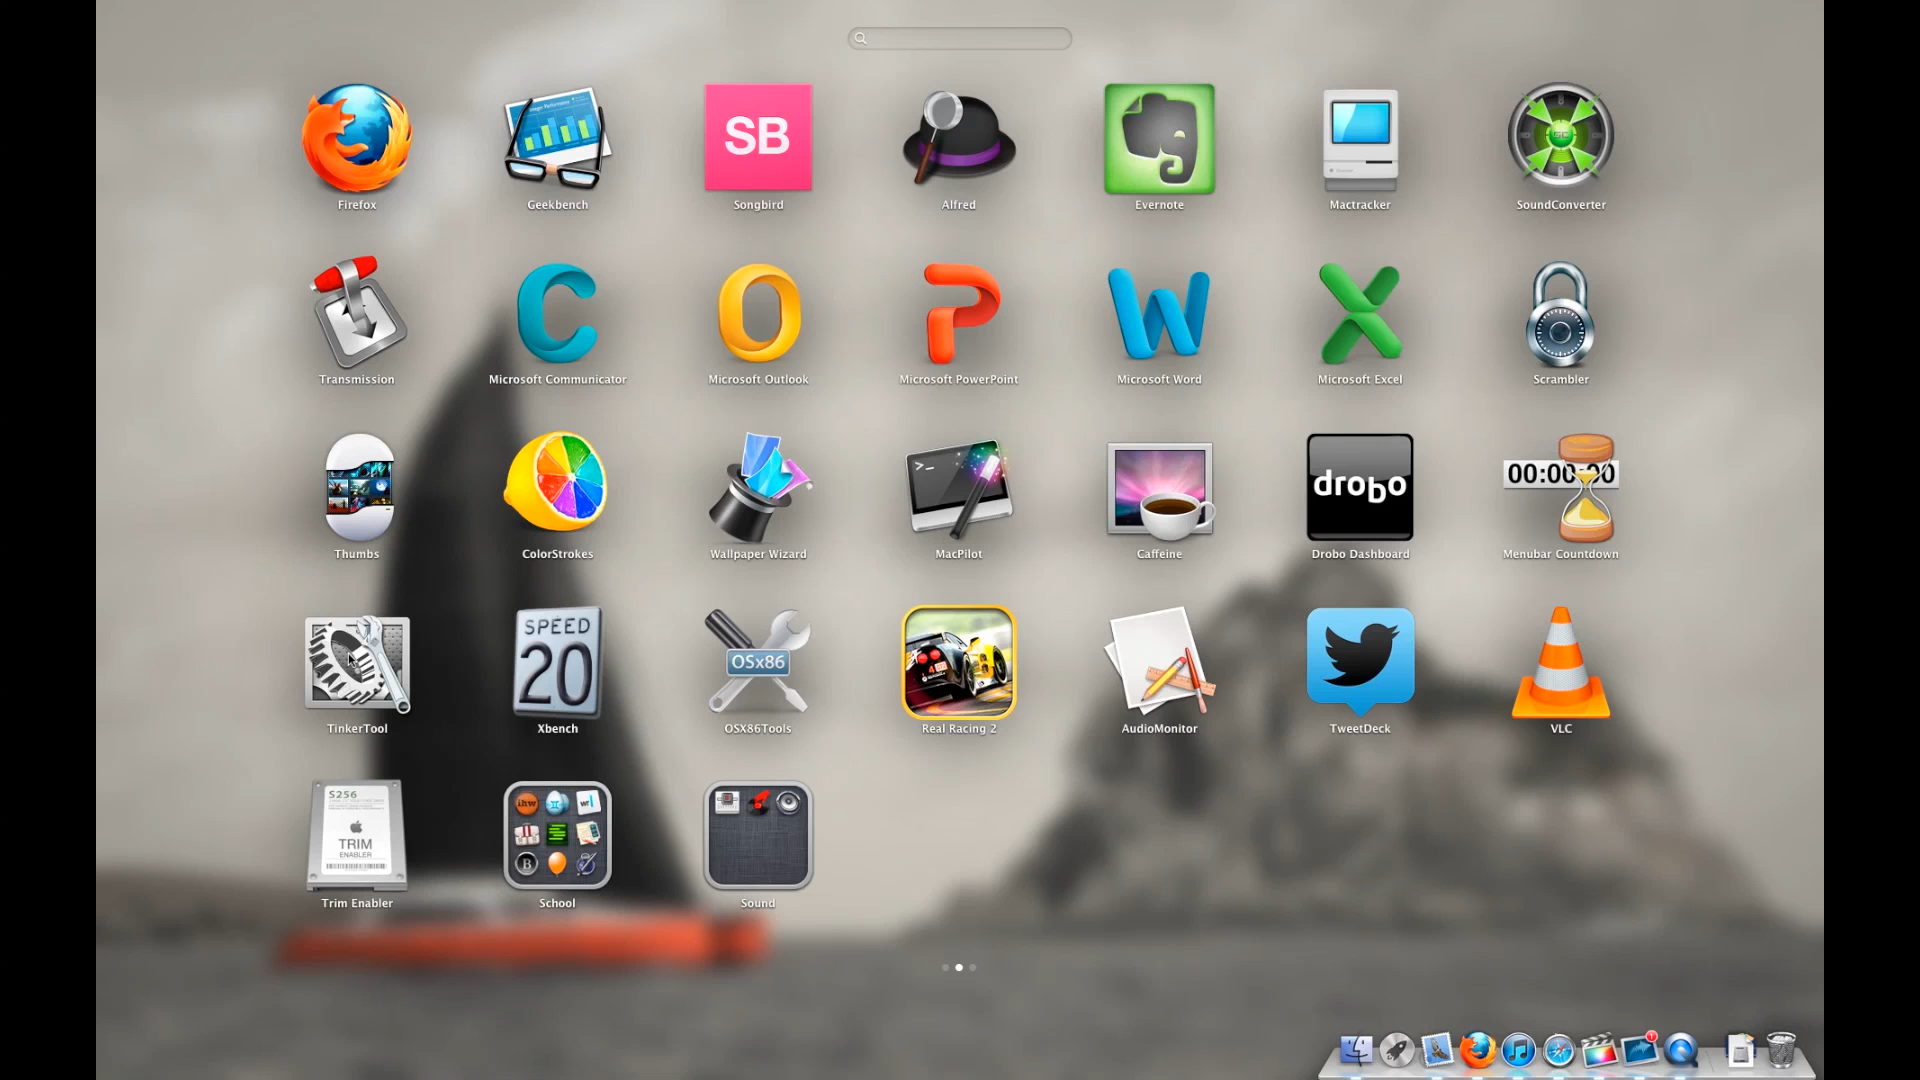 Firefox
Geekbench
SB
Songbird
Alfred
Evernote
Mactracker
SoundConverter
Transmission
Microsoft Communicator
Microsoft Outlook
Microsoft PowerPoint
Microsoft Word
Microsoft Excel
Scrambler
Thumbs
ColorStrokes
Wallpaper Wizard
MacPilot
Caffeine
drobo
Drobo Dashboard
00:00:00
Menubar Countdown
TinkerTool
SPEED
20
Xbench
OSx86
OSX86Tools
Real Racing 2
AudioMonitor
TweetDeck
VLC
S256
TRIM
ENABLER
Trim Enabler
School
Sound